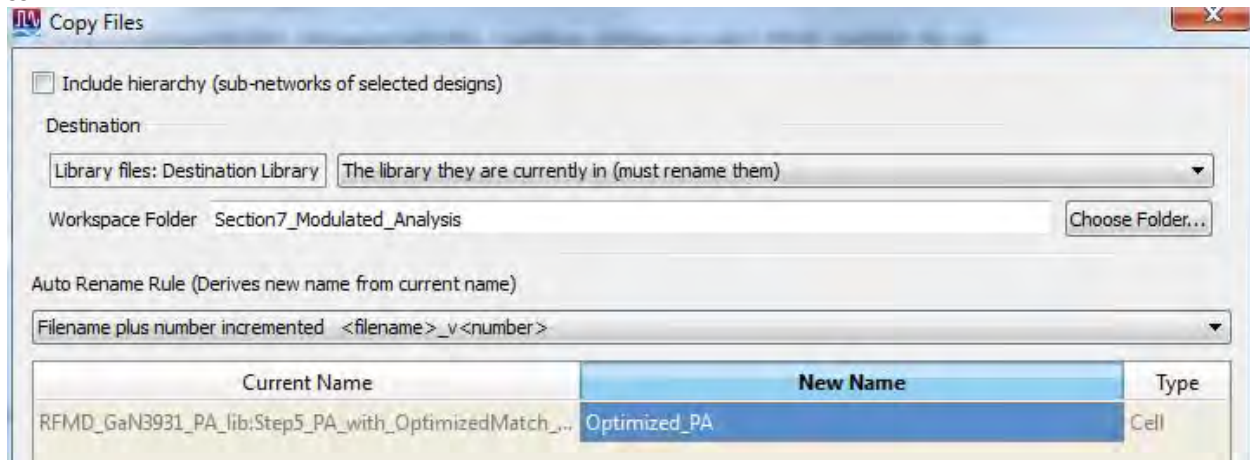 Copy Files
Include hierarchy (sub-networks of selected designs)
Destination
Library files: Destination Library The library they are currently in (must rename them)
Workspace Folder Section7_Modulated_Analysis Choose Folder...
Auto Rename Rule (Derives new name from current name)
Filename plus number incremented <filename>_v<number>
Current Name New Name Type
RFMD_GaN3931_PA_lib:Step5_PA_with_OptimizedMatch_... Optimized_PA Cell